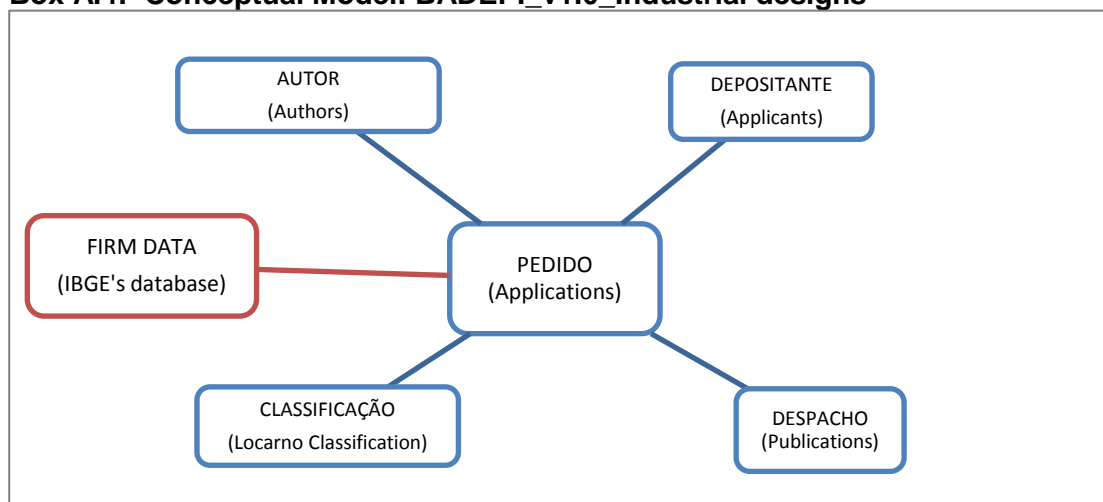 AUTOR
(Authors)
DEPOSITANTE
(Applicants)
FIRM DATA
(IBGE's database)
PEDIDO
(Applications)
CLASSIFICAÇÃO
(Locarno Classification)
DESPACHO
(Publications)